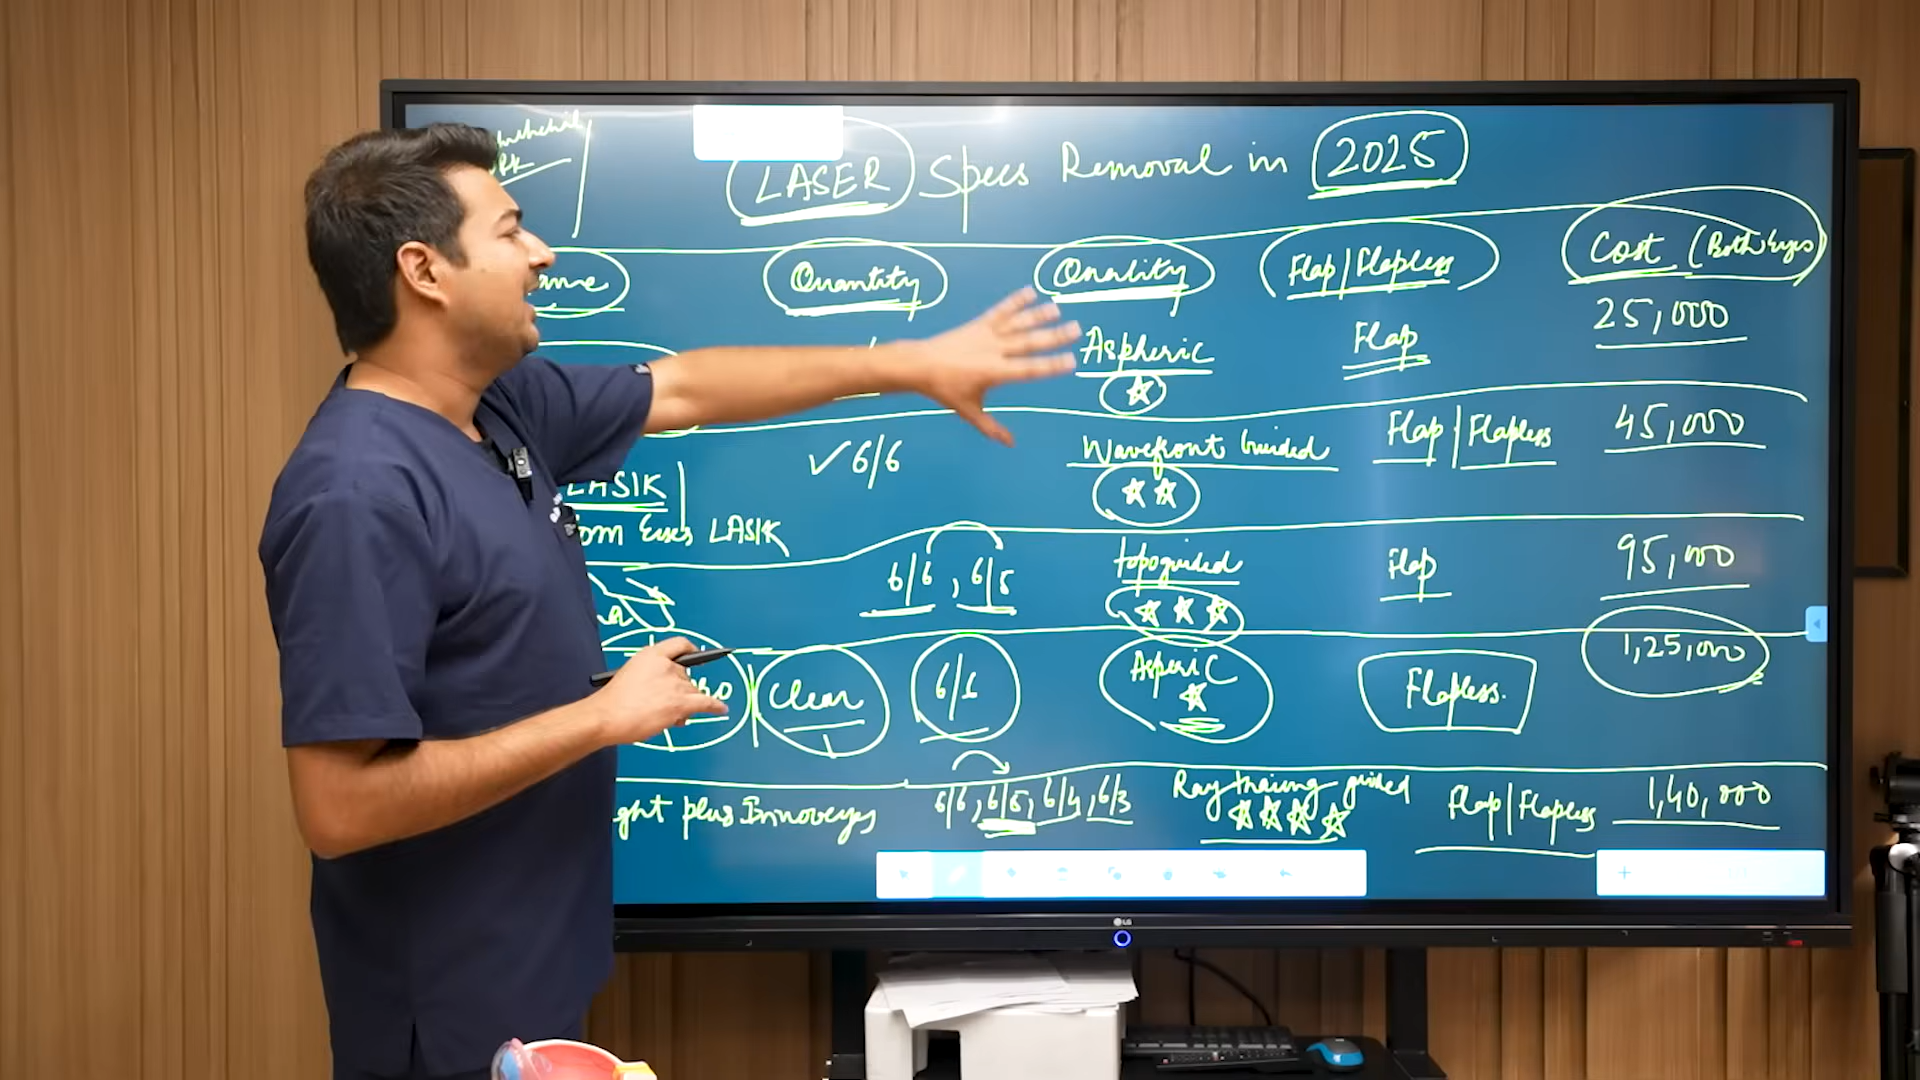 LASER Specs Removal in 2025
Quantity Quality Flap/Flapless Cost (Both Eyes)
Aspheric Flap 25,000
✓6/6 Wavefront Guided Flap/Flapless 45,000
LASIK
LASIK
6/6, 6/5 topoguided Flap 95,000
Clear 6/6 Asperic Flapless. 1,25,000
ght plus Innoveyes 6/6, 6/5, 6/4, 6/3 Ray tracing guided Flap/Flapless 1,40,000
LG